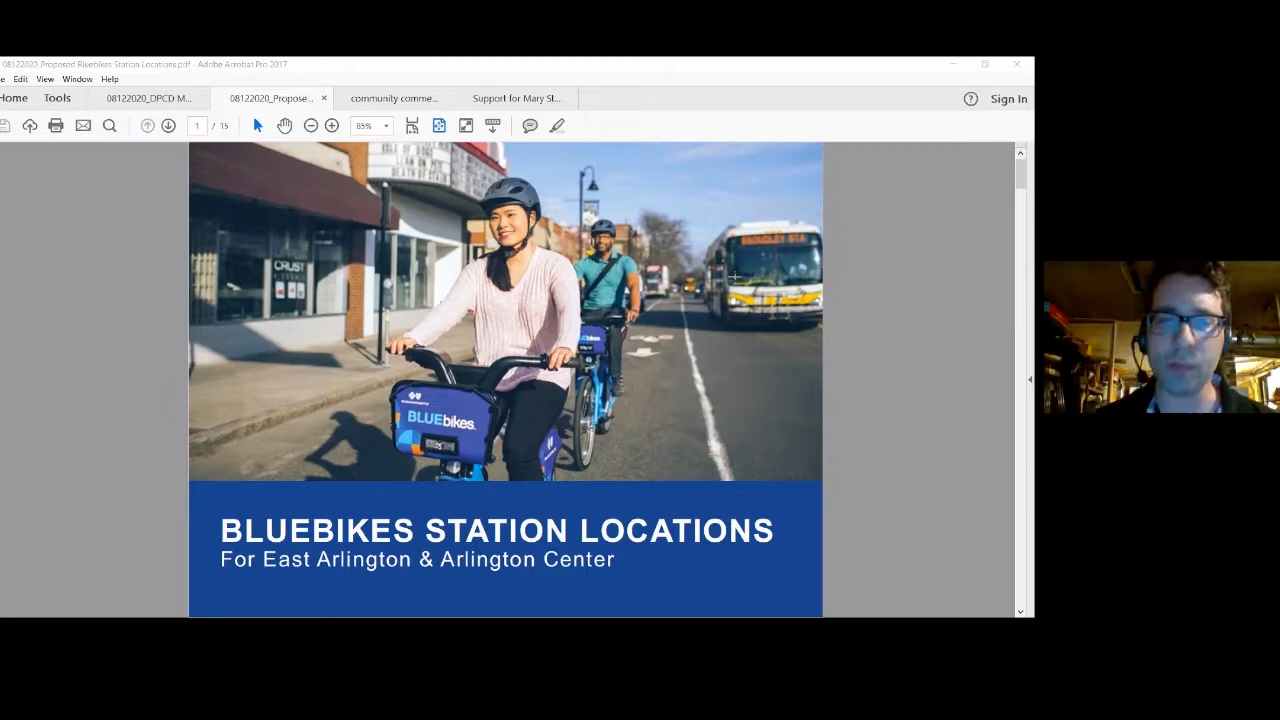 08122020_Proposed Bluebikes Station Locations.pdf - Adobe Acrobat Pro 2017
Edit View Window Help
Home Tools 08122020_DPCD M... 08122020_Propose... × community comme... Support for Mary St... Sign In
1 / 15 85%
CRUST
BLUEbikes.
BLUEBIKES STATION LOCATIONS
For East Arlington & Arlington Center